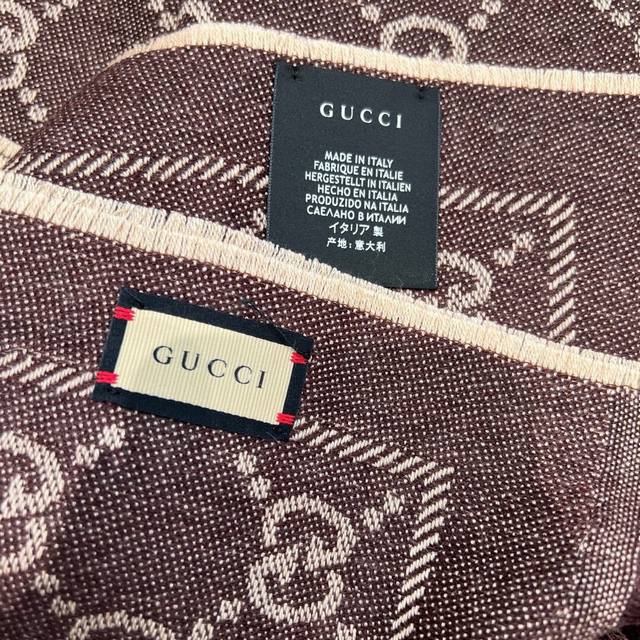 GUCCI
MADE IN ITALY
FABRIQUE EN ITALIE
HERGESTELLT IN ITALIEN
HECHO EN ITALIA
PRODUZIDO NA ITALIA
СДЕЛАНО В ИТАЛИИ
イタリア 製
产地: 意大利
GUCCI